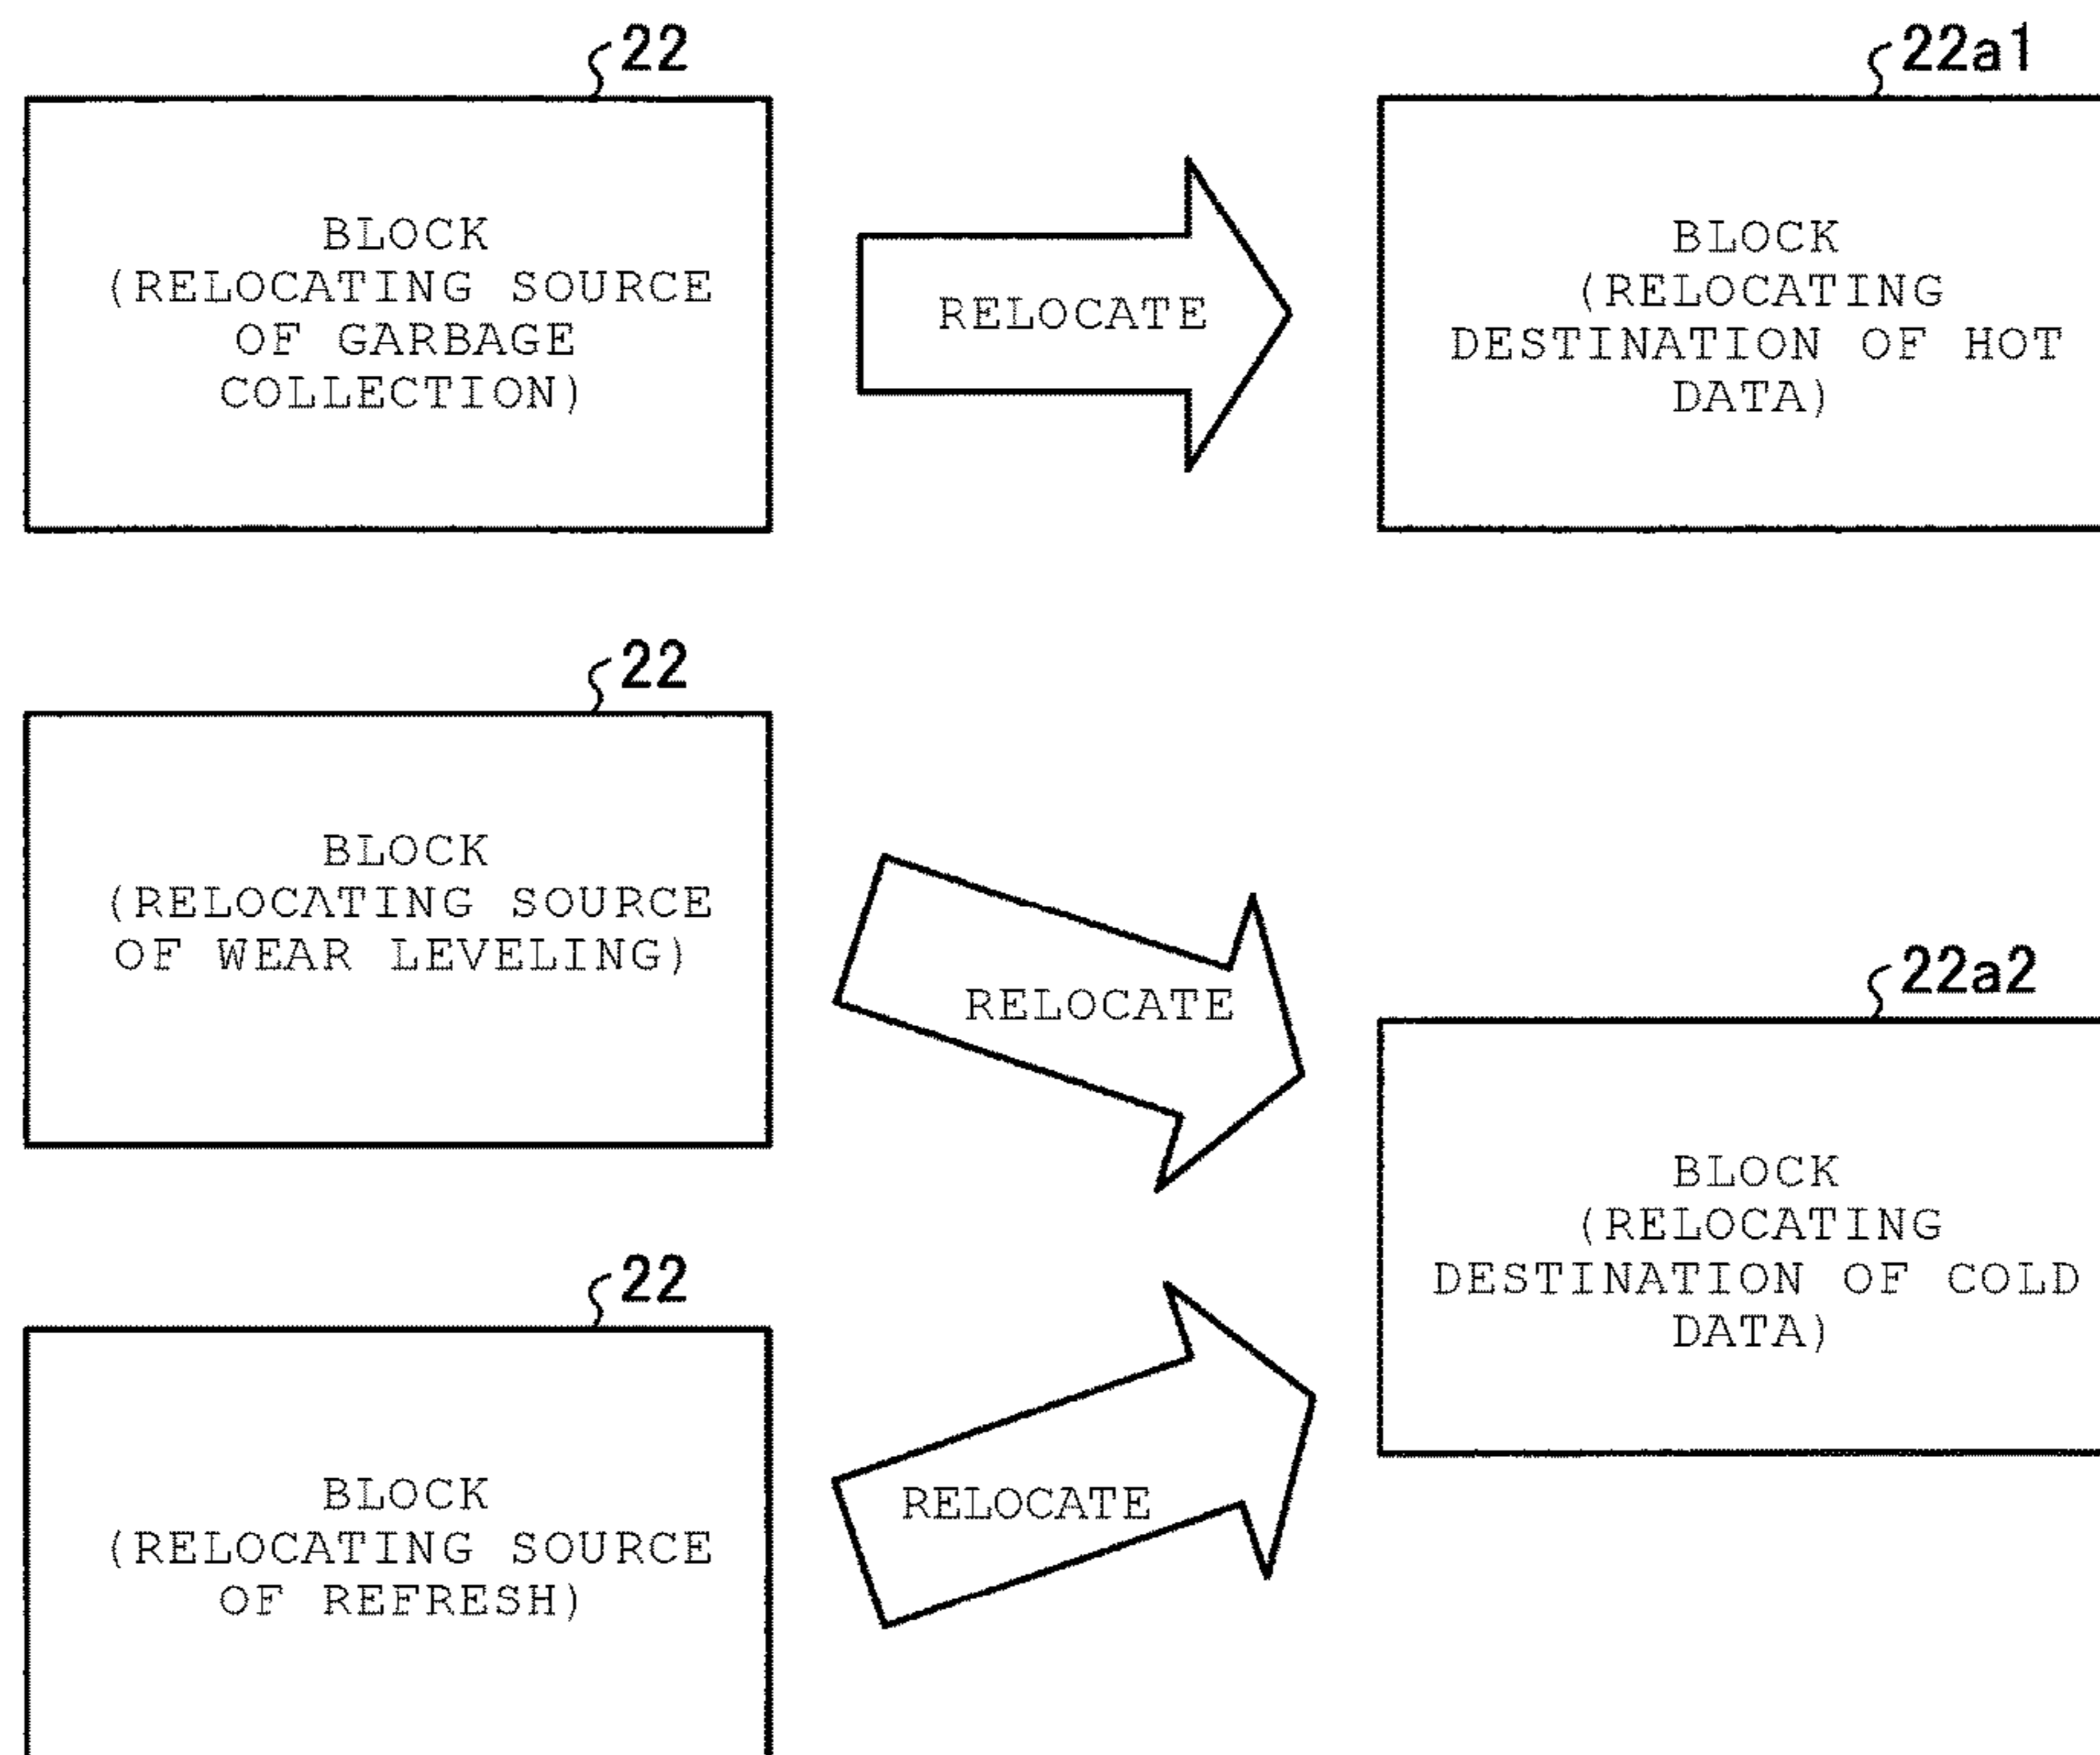 22
BLOCK
(RELOCATING SOURCE
OF GARBAGE
COLLECTION)
RELOCATE
22a1
BLOCK
(RELOCATING
DESTINATION OF HOT
DATA)
22
BLOCK
(RELOCATING SOURCE
OF WEAR LEVELING)
RELOCATE
22a2
BLOCK
(RELOCATING
DESTINATION OF COLD
DATA)
22
BLOCK
(RELOCATING SOURCE
OF REFRESH)
RELOCATE